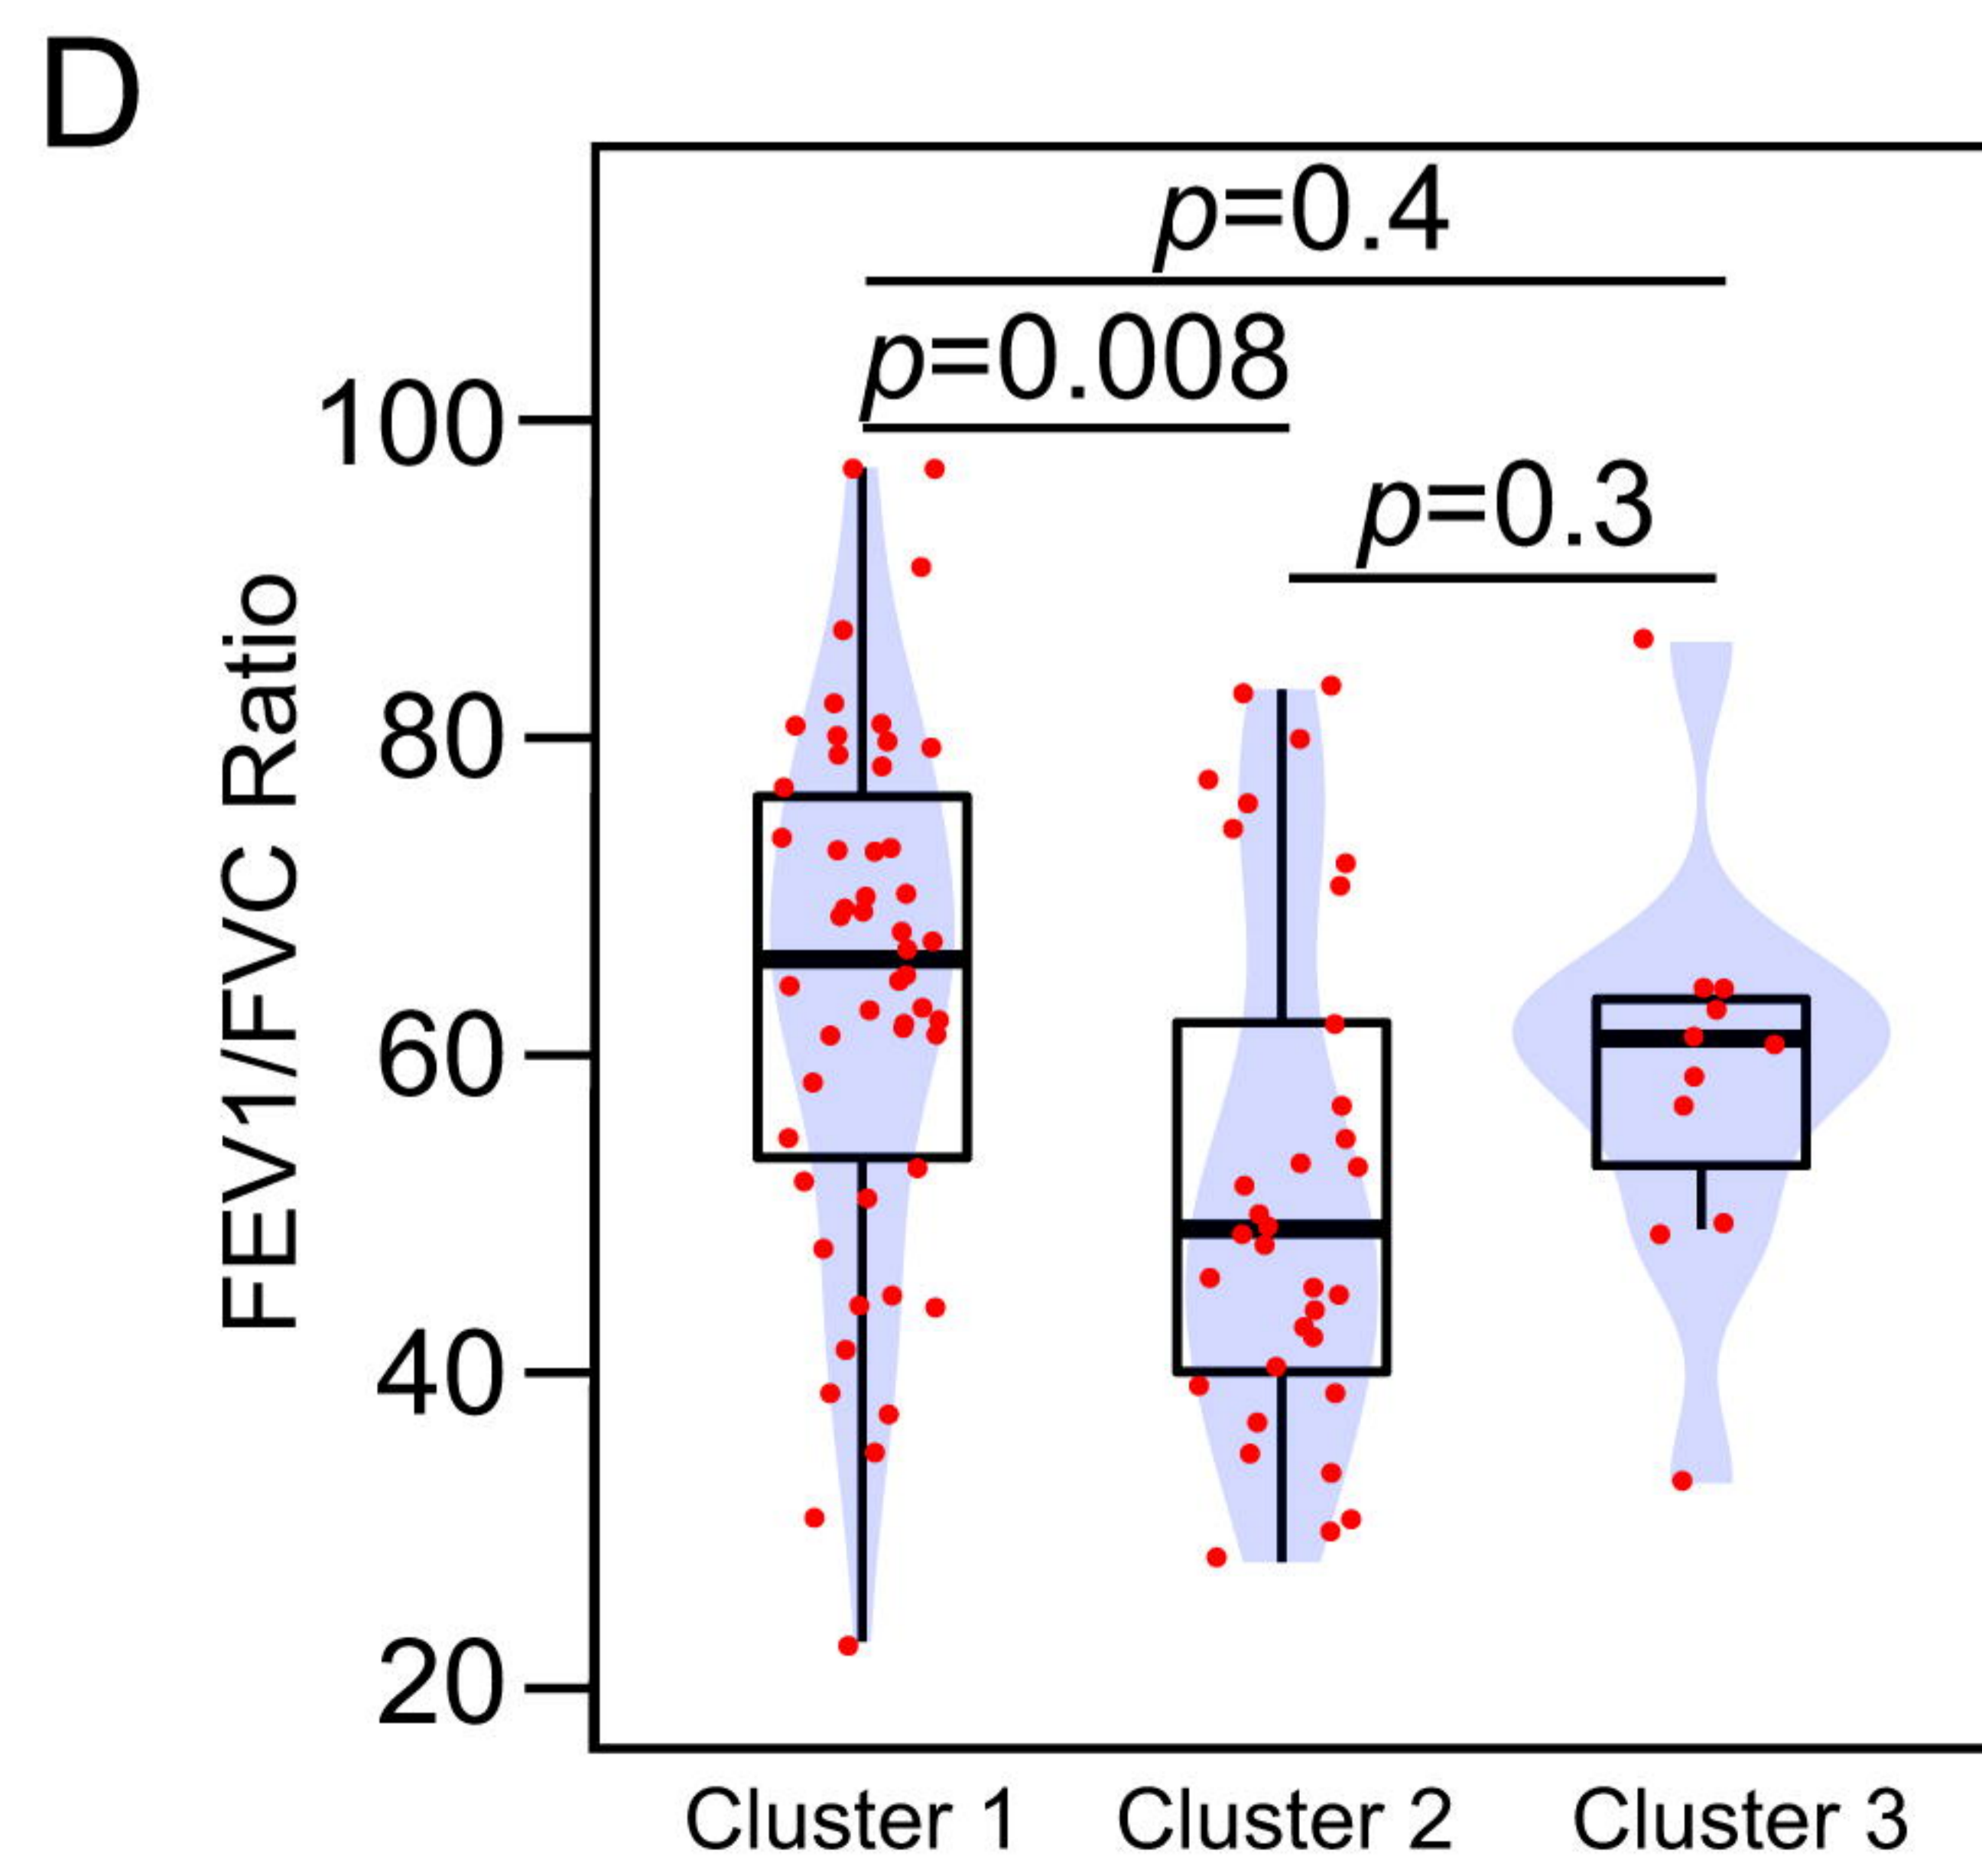 D
p=0.4
p=0.008
p=0.3
100
80
60
40
20
FEV1/FVC Ratio
Cluster 1
Cluster 2
Cluster 3